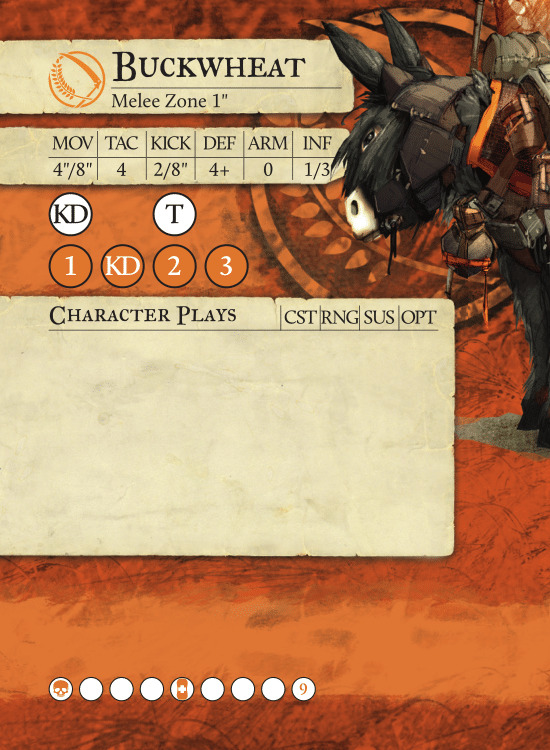 Buckwheat
Melee Zone 1"
MOV TAC KICK DEF ARM INF
4"/8" 4 2/8" 4+ 0 1/3
KD T
1 KD 2 3
Character Plays CST RNG SUS OPT
9